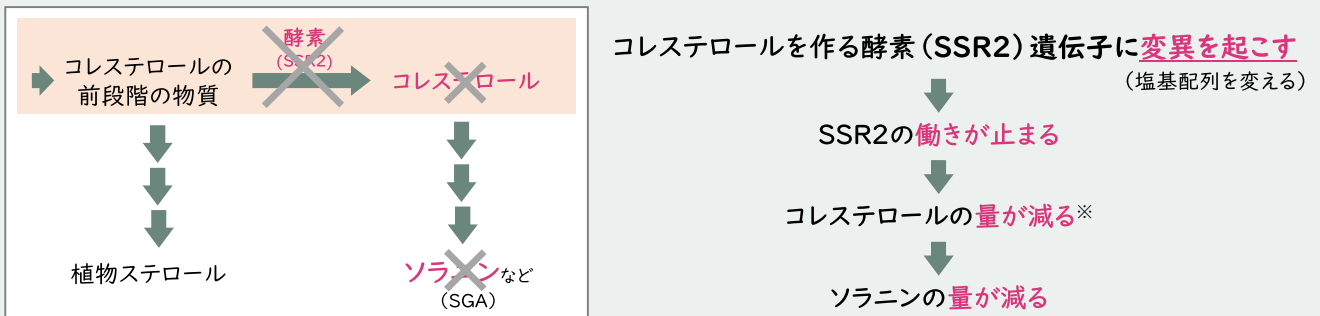 酵素
(SSR2)
コレステロールの
前段階の物質
コレステロール
植物ステロール
ソラニンなど
(SGA)
コレステロールを作る酵素(SSR2)遺伝子に変異を起こす
(塩基配列を変える)
SSR2の働きが止まる
コレステロールの量が減る※
ソラニンの量が減る